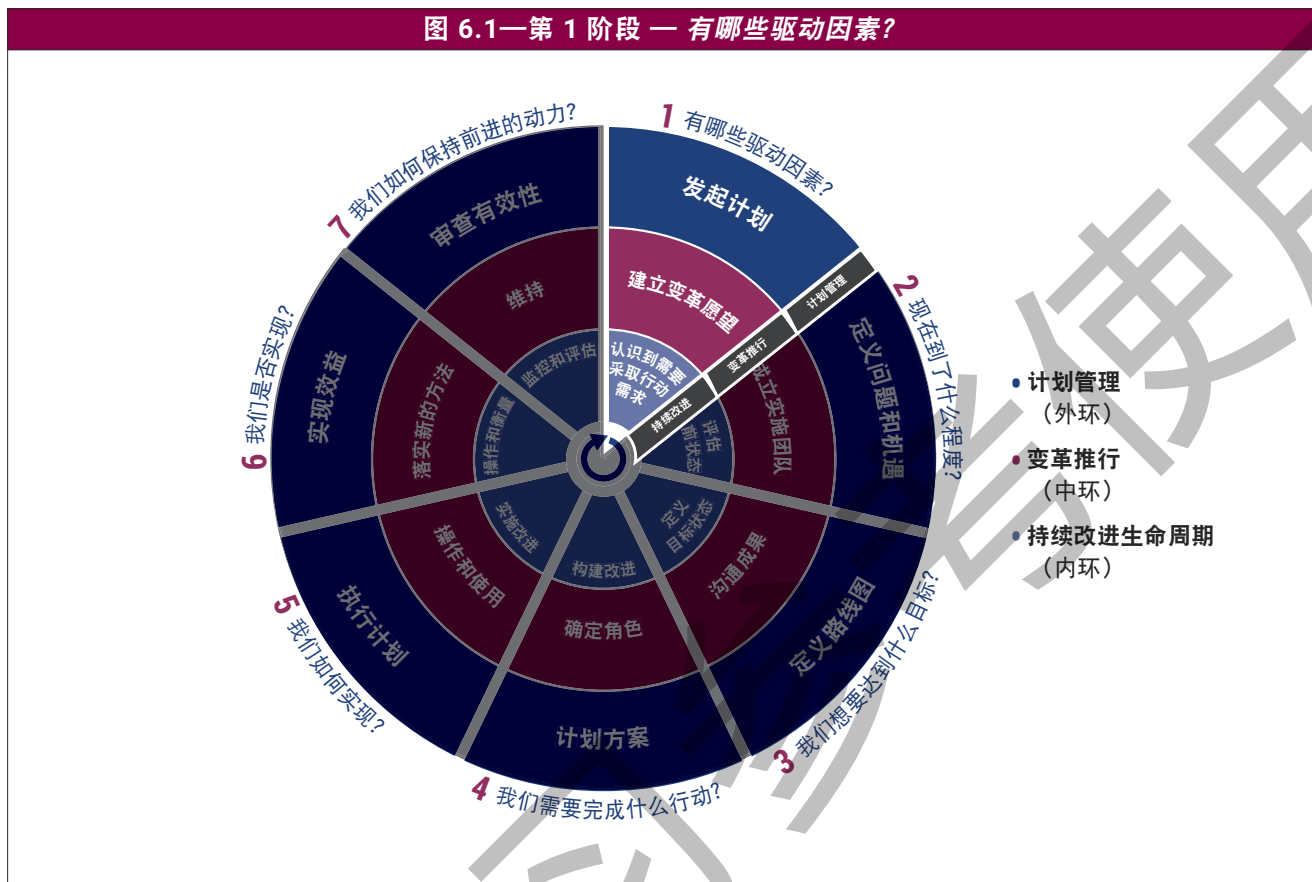 图 6.1—第 1 阶段 — 有哪些驱动因素?
1 有哪些驱动因素?
发起计划
建立变革愿望
认识到需要
采取行动
需求
计划管理
变革推行
持续改进
2 现在到了什么程度?
定义问题和机遇
成立实施团队
评估
前状态
3 我们想要达到什么目标?
定义路线图
沟通成果
定义
目标状态
4 我们需要完成什么行动?
计划方案
确定角色
构建改进
5 我们如何实现?
执行计划
操作和使用
实施改进
6 我们是否实现?
实现效益
落实新的方法
操作和衡量
7 我们如何保持前进的动力?
审查有效性
维持
监控和评估
• 计划管理
(外环)
• 变革推行
(中环)
• 持续改进生命周期
(内环)